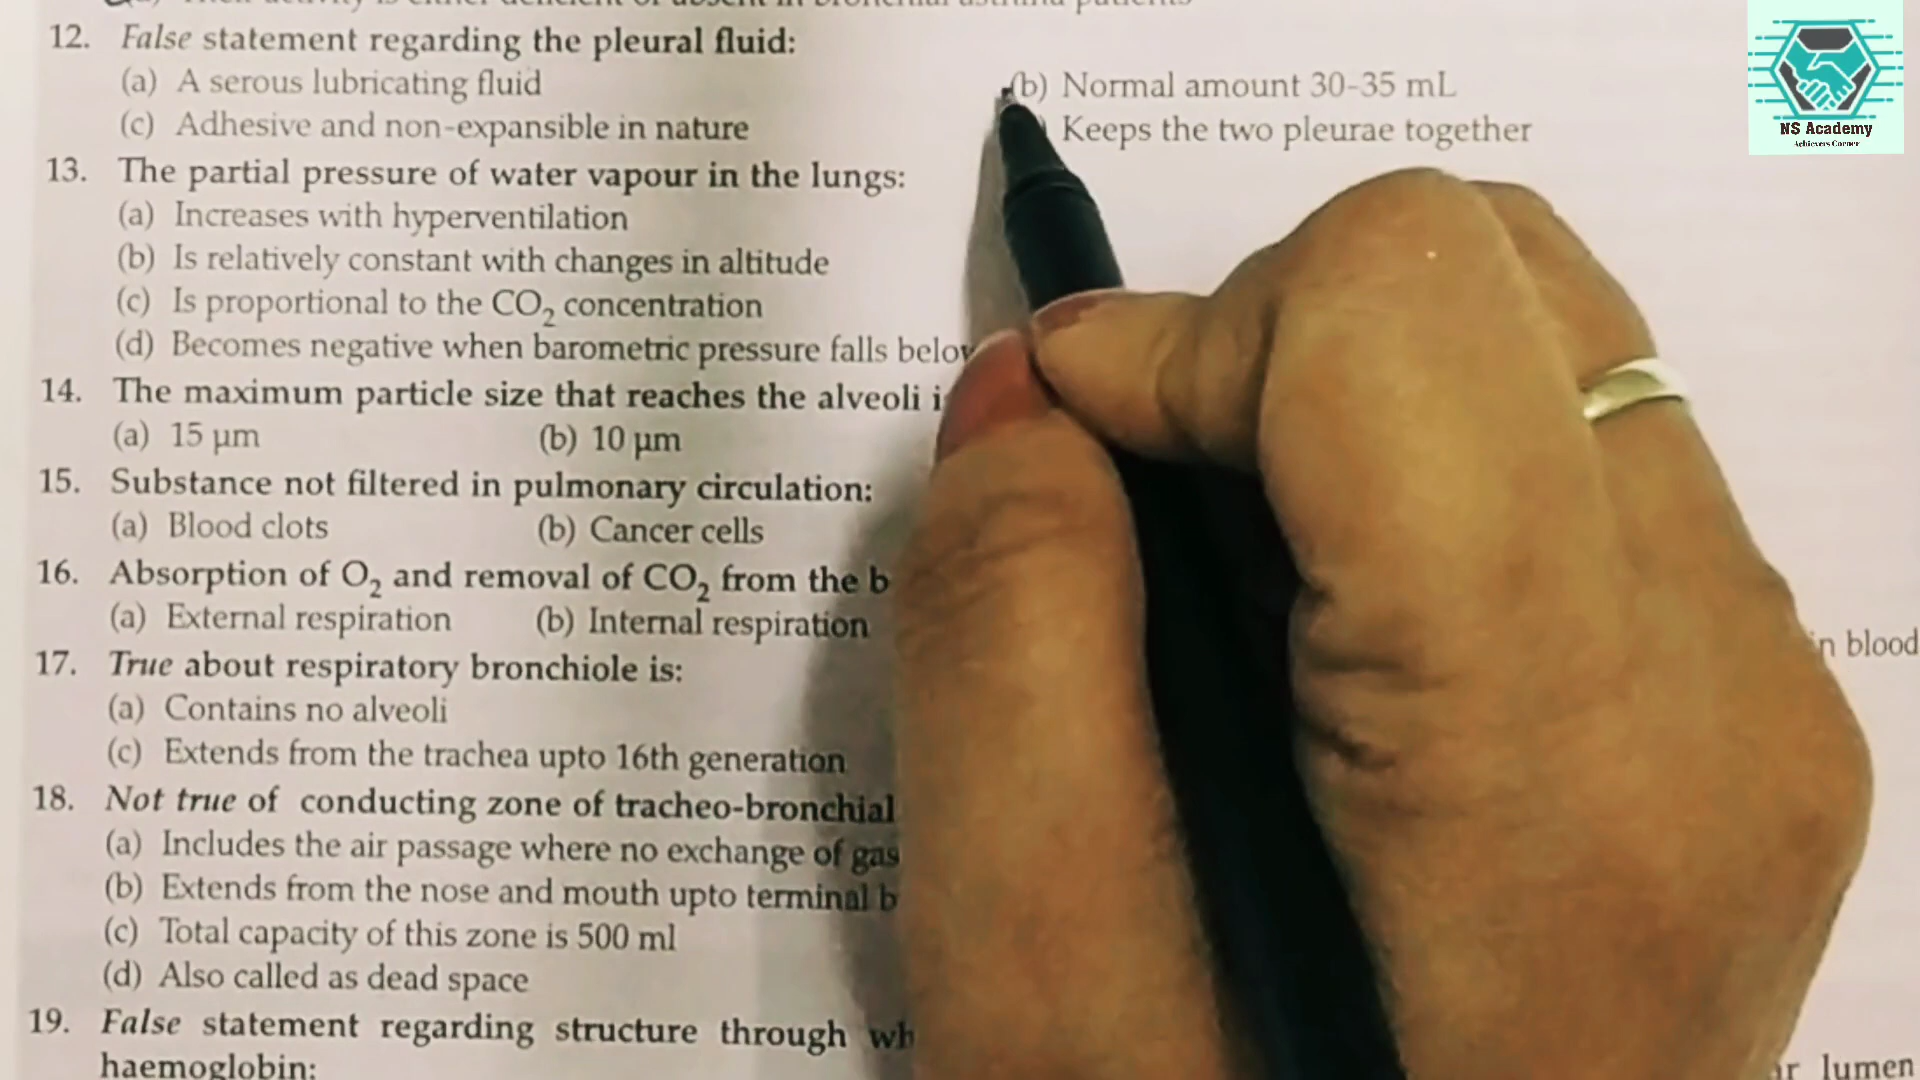 12. False statement regarding the pleural fluid:
(a) A serous lubricating fluid (b) Normal amount 30-35 mL
(c) Adhesive and non-expansible in nature Keeps the two pleurae together
13. The partial pressure of water vapour in the lungs:
(a) Increases with hyperventilation
(b) Is relatively constant with changes in altitude
(c) Is proportional to the CO2 concentration
(d) Becomes negative when barometric pressure falls
14. The maximum particle size that reaches the alveoli
(a) 15 µm (b) 10 µm
15. Substance not filtered in pulmonary circulation:
(a) Blood clots (b) Cancer cells
16. Absorption of O2 and removal of CO2 from the
(a) External respiration (b) Internal respiration
blood
17. True about respiratory bronchiole is:
(a) Contains no alveoli
(c) Extends from the trachea upto 16th generation
18. Not true of conducting zone of tracheo-bronchial
(a) Includes the air passage where no exchange of gas
(b) Extends from the nose and mouth upto terminal
(c) Total capacity of this zone is 500 ml
(d) Also called as dead space
19. False statement regarding structure through
haemoglobin: lumen
NS Academy
Achievers Corner